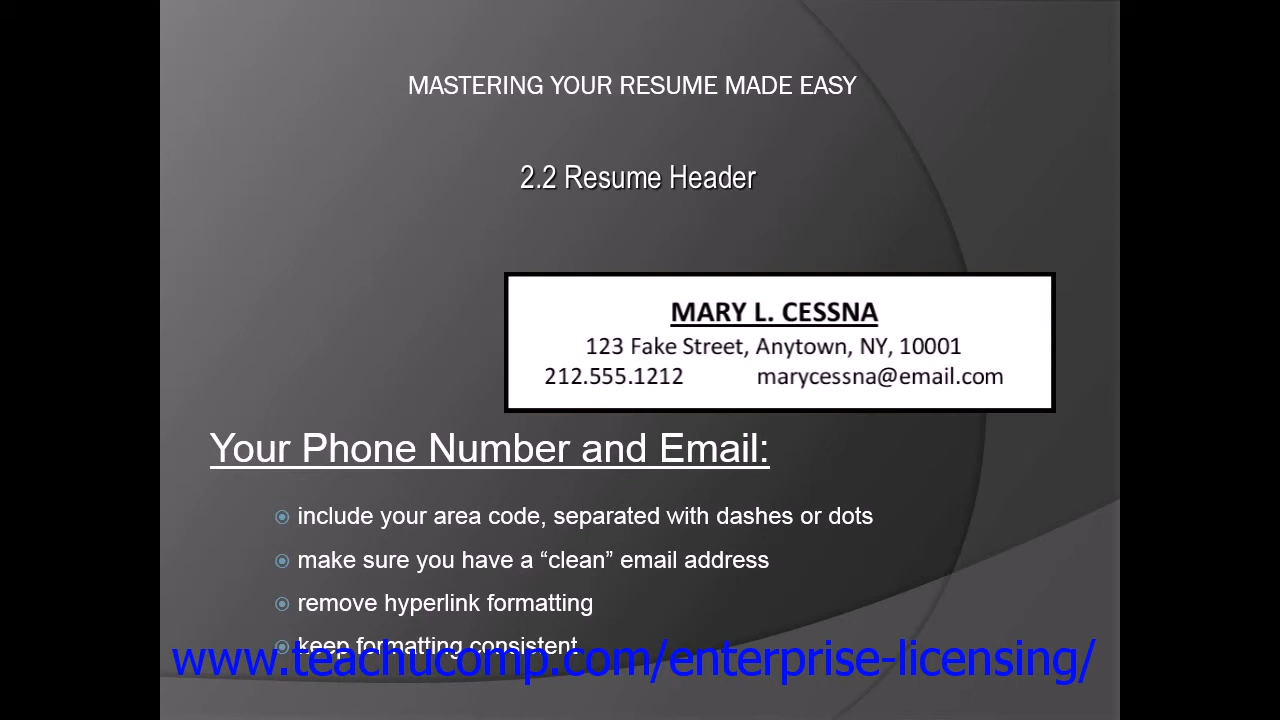 MASTERING YOUR RESUME MADE EASY
2.2 Resume Header
MARY L. CESSNA
123 Fake Street, Anytown, NY, 10001
212.555.1212 marycessna@email.com
Your Phone Number and Email:
include your area code, separated with dashes or dots
make sure you have a “clean” email address
remove hyperlink formatting
keep formatting consistent
www.teachucomp.com/enterprise-licensing/